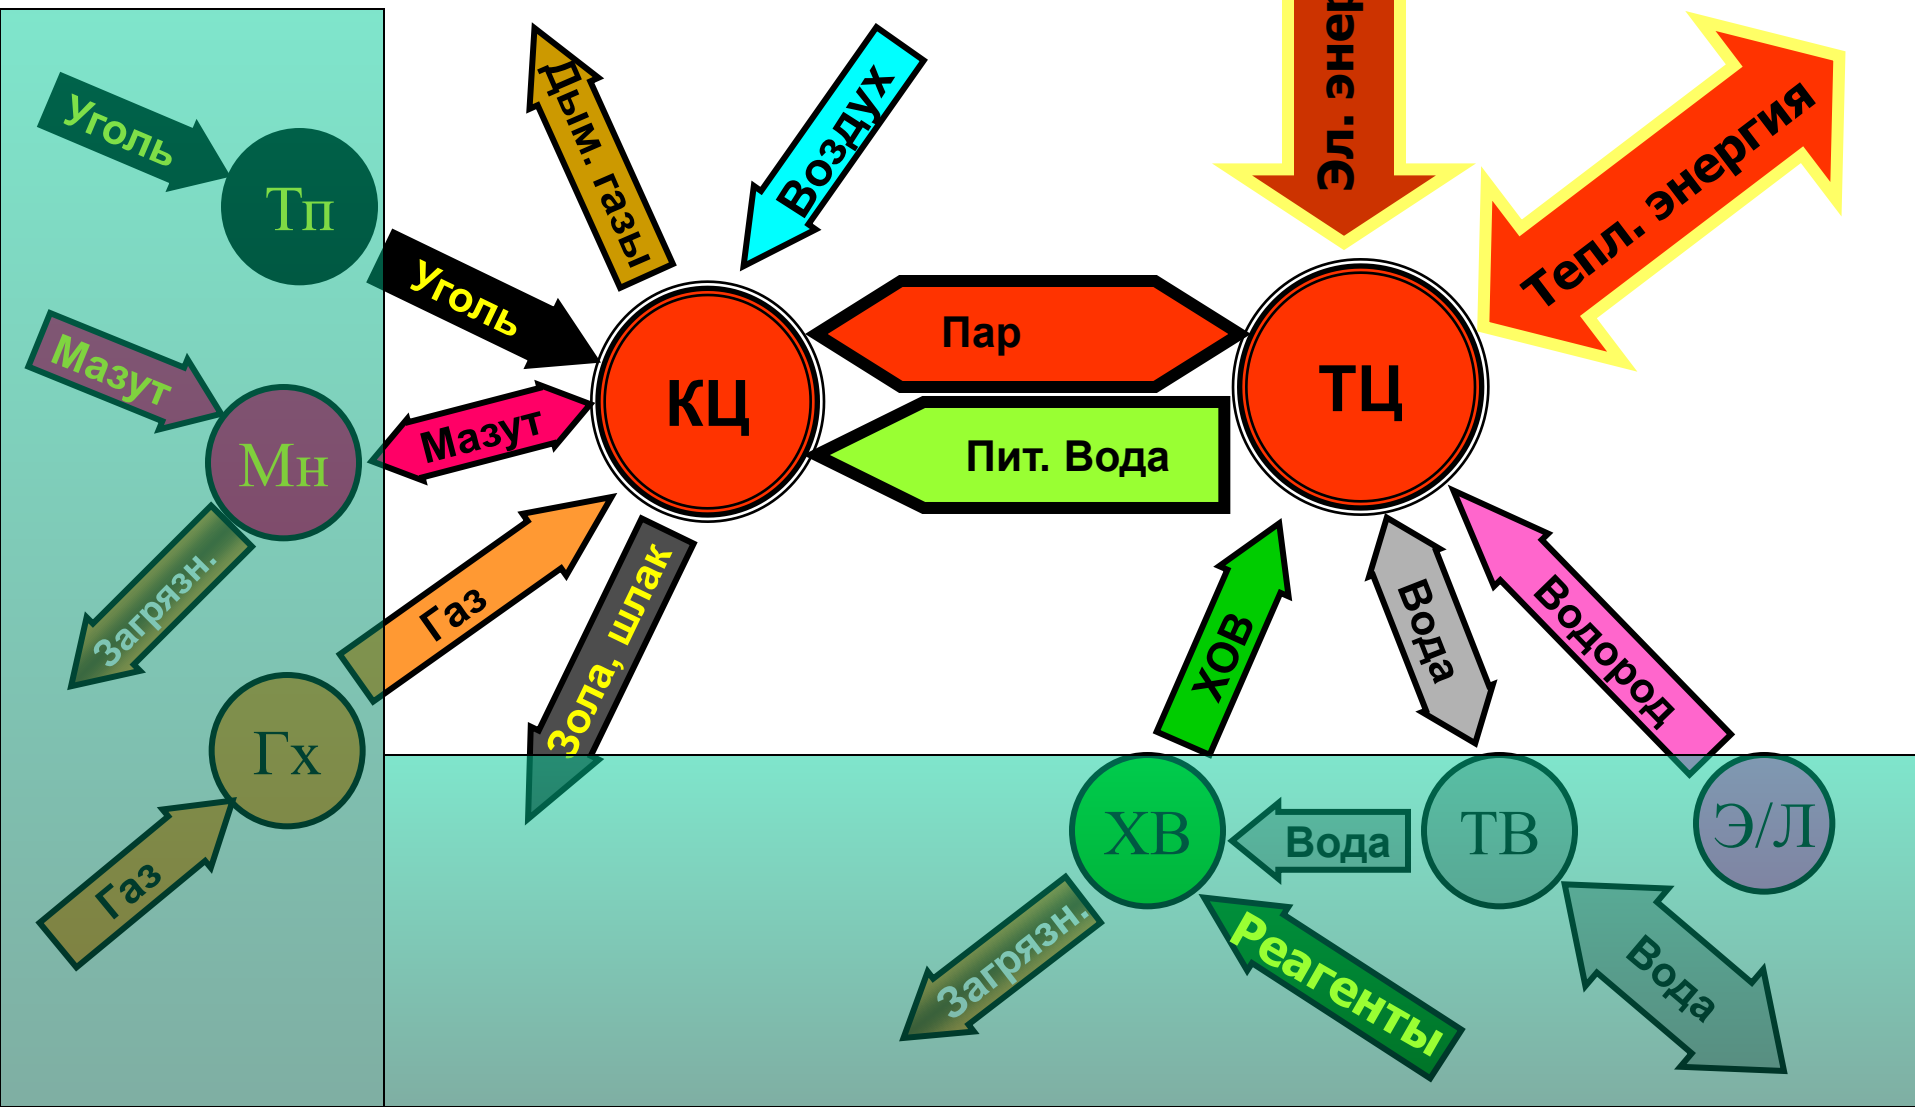 Эл. энер
Дым. газы
Воздух
Тепл. энергия
Уголь
Тп
Уголь
Мазут
Мн
Мазут
КЦ
Пар
ТЦ
Пит. Вода
Загрязн.
Газ
Зола, шлак
ХОВ
Вода
Водород
Гх
Газ
ХВ
Вода
ТВ
Э/Л
Загрязн.
Реагенты
Вода